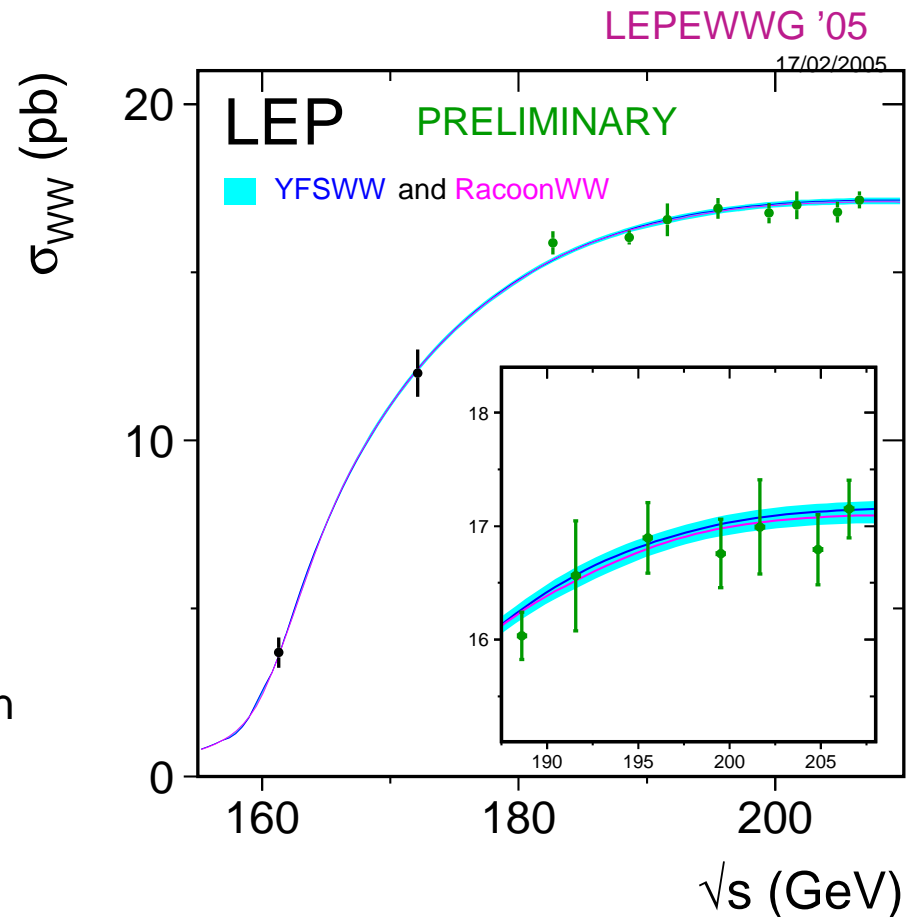 LEPEWWG ’05
17/02/2005
σWW (pb)
20
10
0
LEP PRELIMINARY
YFSWW and RacoonWW
18
17
16
190 195 200 205
n
160 180 200
√s (GeV)